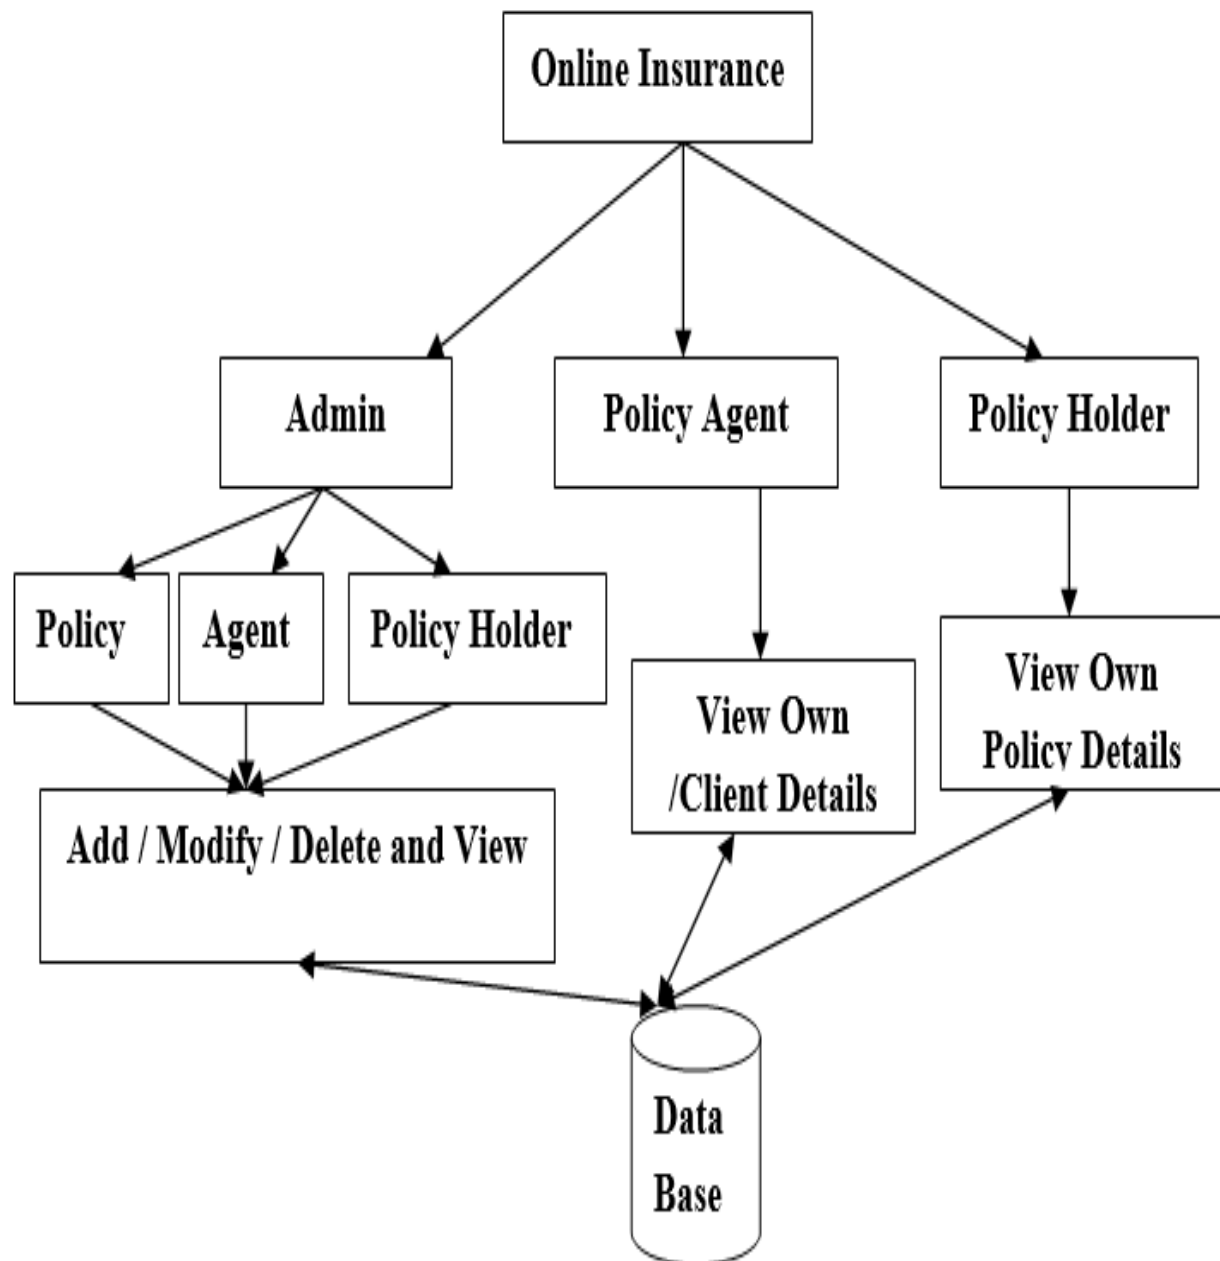 Online Insurance
Admin
Policy Agent
Policy Holder
Policy
Agent
Policy Holder
View Own
/Client Details
View Own
Policy Details
Add / Modify / Delete and View
Data
Base